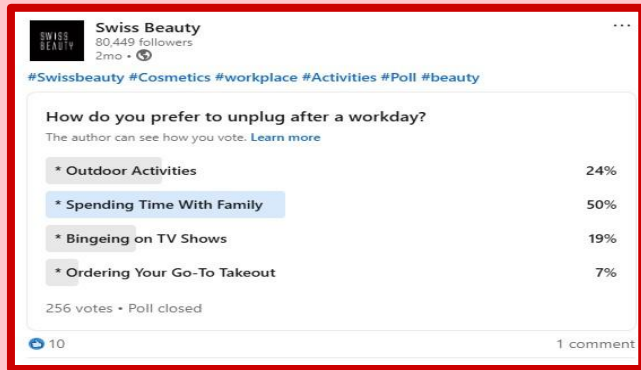 SWISS
BEAUTY
Swiss Beauty
80,449 followers
2mo •
#Swissbeauty #Cosmetics #workplace #Activities #Poll #beauty
How do you prefer to unplug after a workday?
The author can see how you vote. Learn more
* Outdoor Activities 24%
* Spending Time With Family 50%
* Bingeing on TV Shows 19%
* Ordering Your Go-To Takeout 7%
256 votes • Poll closed
10 1 comment